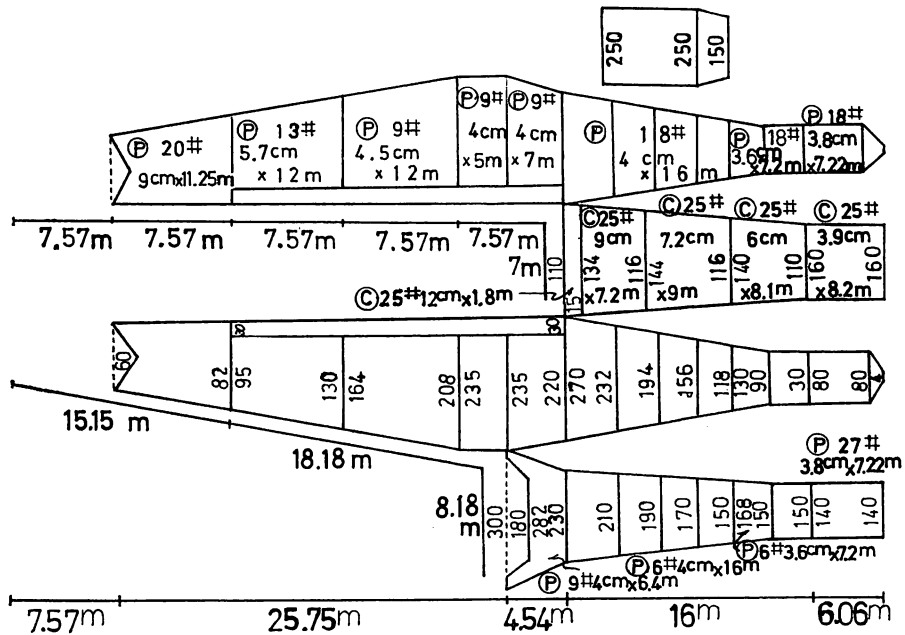 250 250 150
Ⓟ 18#
Ⓟ 20#
9cm×11.25m
Ⓟ 13#
5.7cm
×12m
Ⓟ 9#
4.5cm
×12m
Ⓟ 9#
4cm
×5m
Ⓟ 9#
4cm
×7m
Ⓟ 18#
4cm
×16m
Ⓟ 18#
3.6cm
×7.2m
3.8cm
×7.22m
7.57m 7.57m 7.57m 7.57m 7.57m
7m
110
Ⓒ25# Ⓒ25# Ⓒ25# Ⓒ 25#
9cm 7.2cm 6cm 3.9cm
15 134 116 144 116 140 110 160 160
×7.2m ×9m ×8.1m ×8.2m
Ⓒ25#12cm×1.8m
30 30
60 82 95 130 164 208 235 235 220 270 232 194 156 118 130 90 30 80 80
15.15 m
18.18 m
Ⓟ 27#
3.8cm×7.22m
8.18
m
300 180 282 230 210 190 170 150 168 150 150 140 140
Ⓟ6#3.6cm×7.2m
Ⓟ6#4cm×16m
Ⓟ 9#4cm×6.4m
7.57m 25.75m 4.54m 16m 6.06m